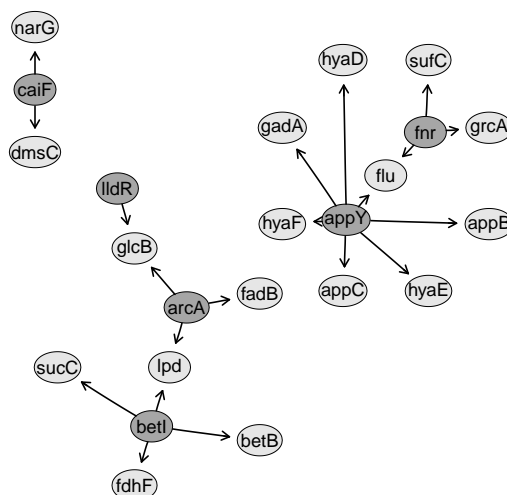 narG
hyaD
sufC
caiF
gadA
fnr
grcA
dmsC
flu
lldR
hyaF
appY
appB
glcB
appC
hyaE
fadB
arcA
sucC
lpd
betI
betB
fdhF